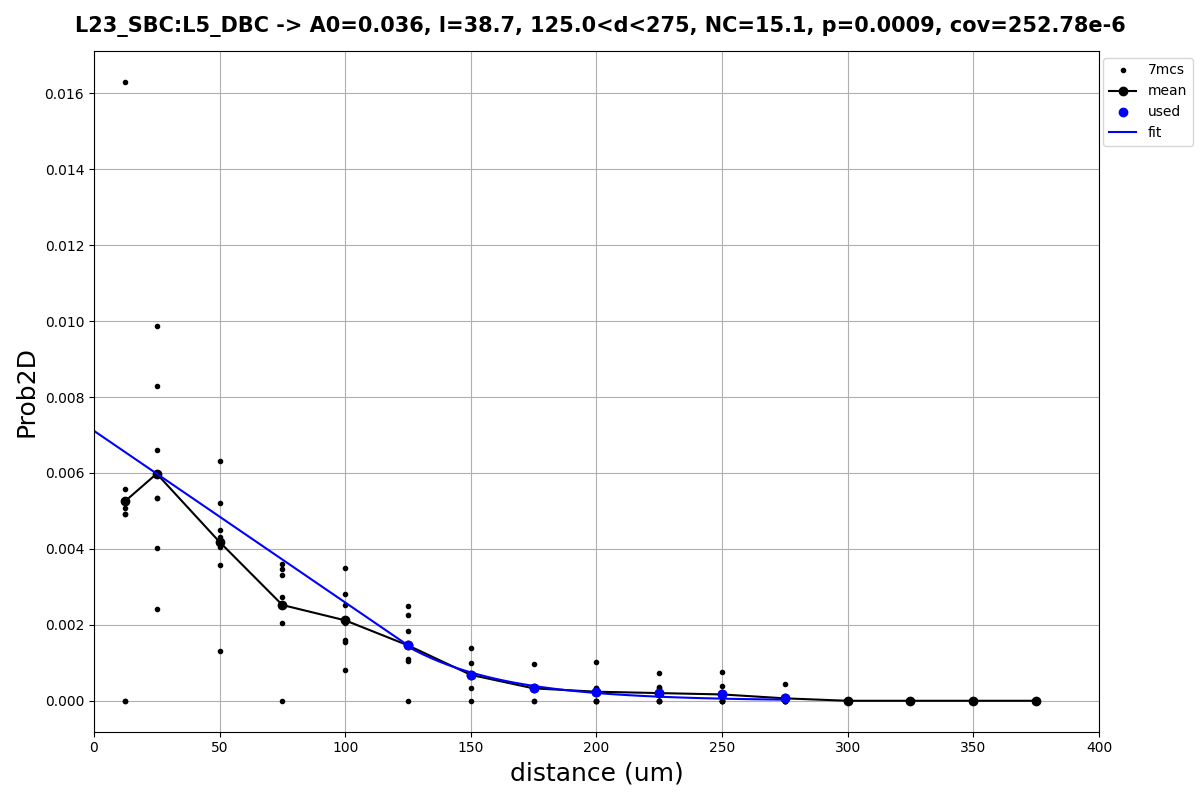 L23_SBC:L5_DBC -> A0=0.036, l=38.7, 125.0<d<275, NC=15.1, p=0.0009, cov=252.78e-6
7mcs
mean
used
fit
Prob2D
0.016
0.014
0.012
0.010
0.008
0.006
0.004
0.002
0.000
0 50 100 150 200 250 300 350 400
distance (um)